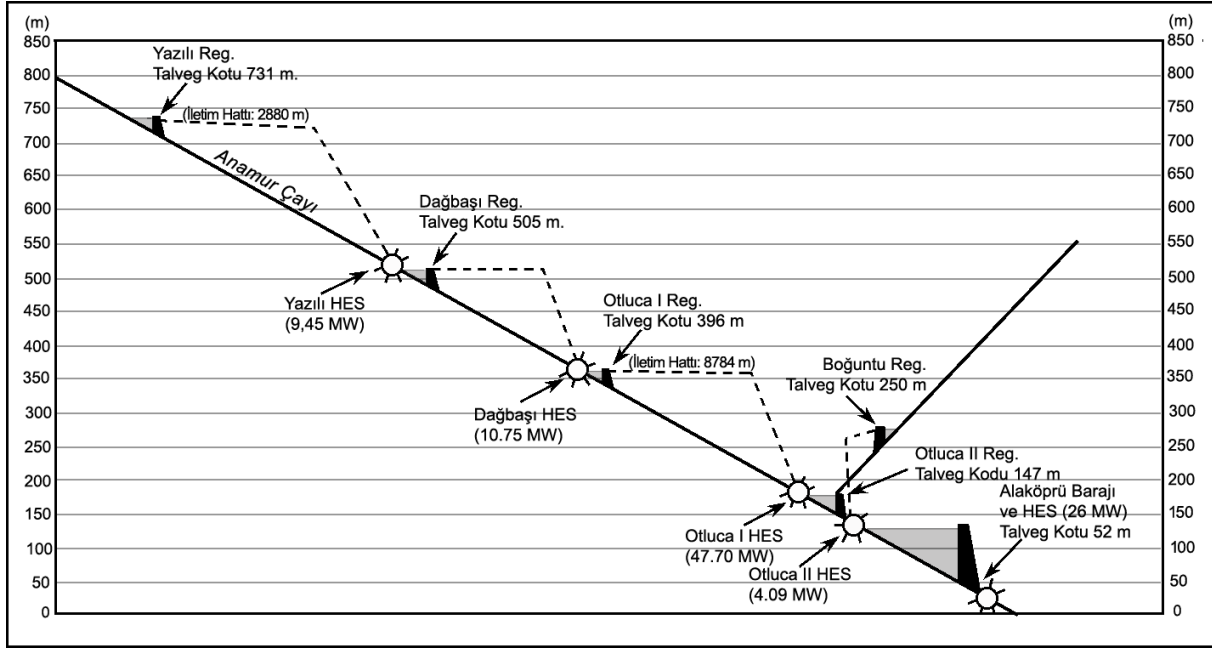 (m)
(m)
850
800
750
700
650
600
550
500
450
400
350
300
250
200
150
100
50
0
Yazılı Reg.
Talveg Kotu 731 m.
(İletim Hattı: 2880 m)
Anamur Çayı
Dağbaşı Reg.
Talveg Kotu 505 m.
Yazılı HES
(9,45 MW)
Otluca I Reg.
Talveg Kotu 396 m
(İletim Hattı: 8784 m)
Dağbaşı HES
(10.75 MW)
Boğuntu Reg.
Talveg Kotu 250 m
Otluca II Reg.
Talveg Kodu 147 m
Alaköprü Barajı
ve HES (26 MW)
Talveg Kotu 52 m
Otluca I HES
(47.70 MW)
Otluca II HES
(4.09 MW)
850
800
750
700
650
600
550
500
450
400
350
300
250
200
150
100
50
0